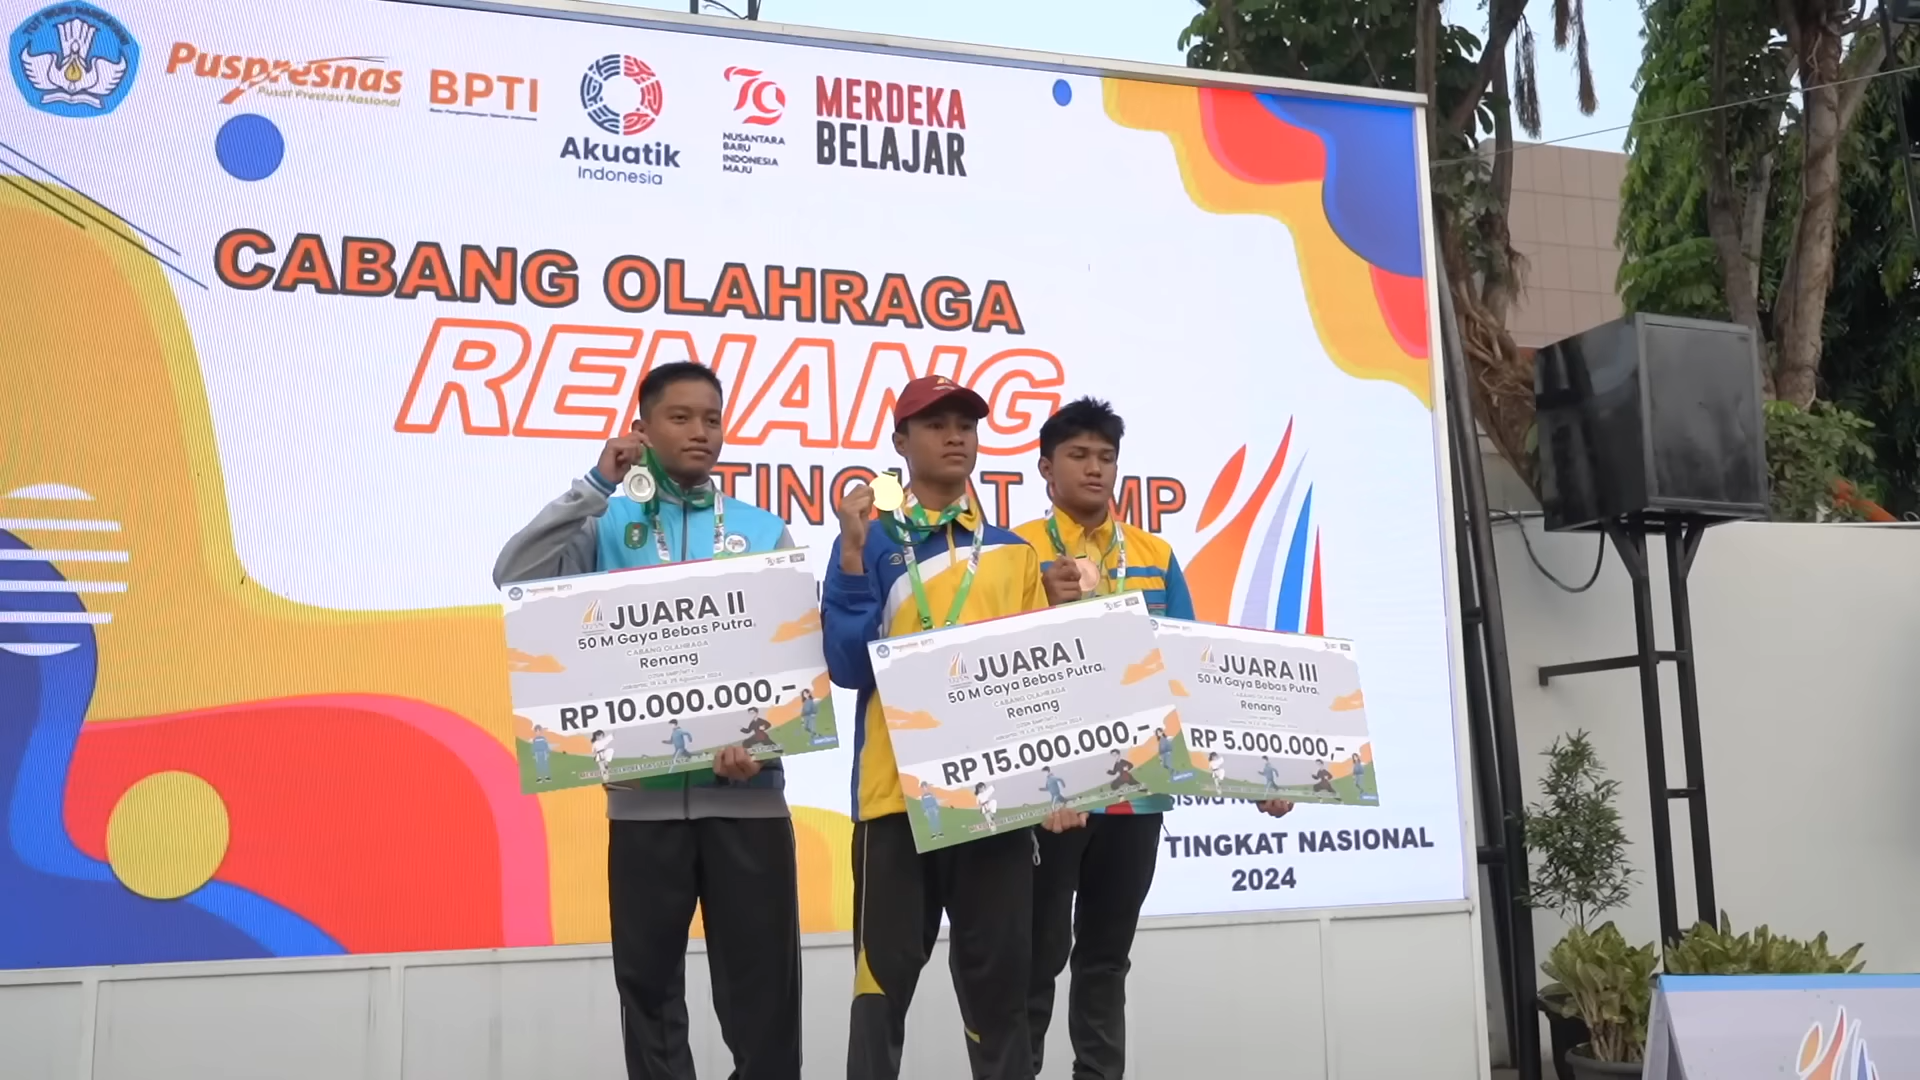 TUT WURI HANDAYANI
Puspresnas
Pusat Prestasi Nasional
BPTI
Akuatik
Indonesia
79
NUSANTARA
BARU
INDONESIA
MAJU
MERDEKA
BELAJAR
CABANG OLAHRAGA
RENANG
JUARA II
50 M Gaya Bebas Putra
CABANG OLAHRAGA
Renang
RP 10.000.000,-
JUARA I
50 M Gaya Bebas Putra
CABANG OLAHRAGA
Renang
RP 15.000.000,-
JUARA III
50 M Gaya Bebas Putra
CABANG OLAHRAGA
Renang
RP 5.000.000,-
TINGKAT NASIONAL
2024